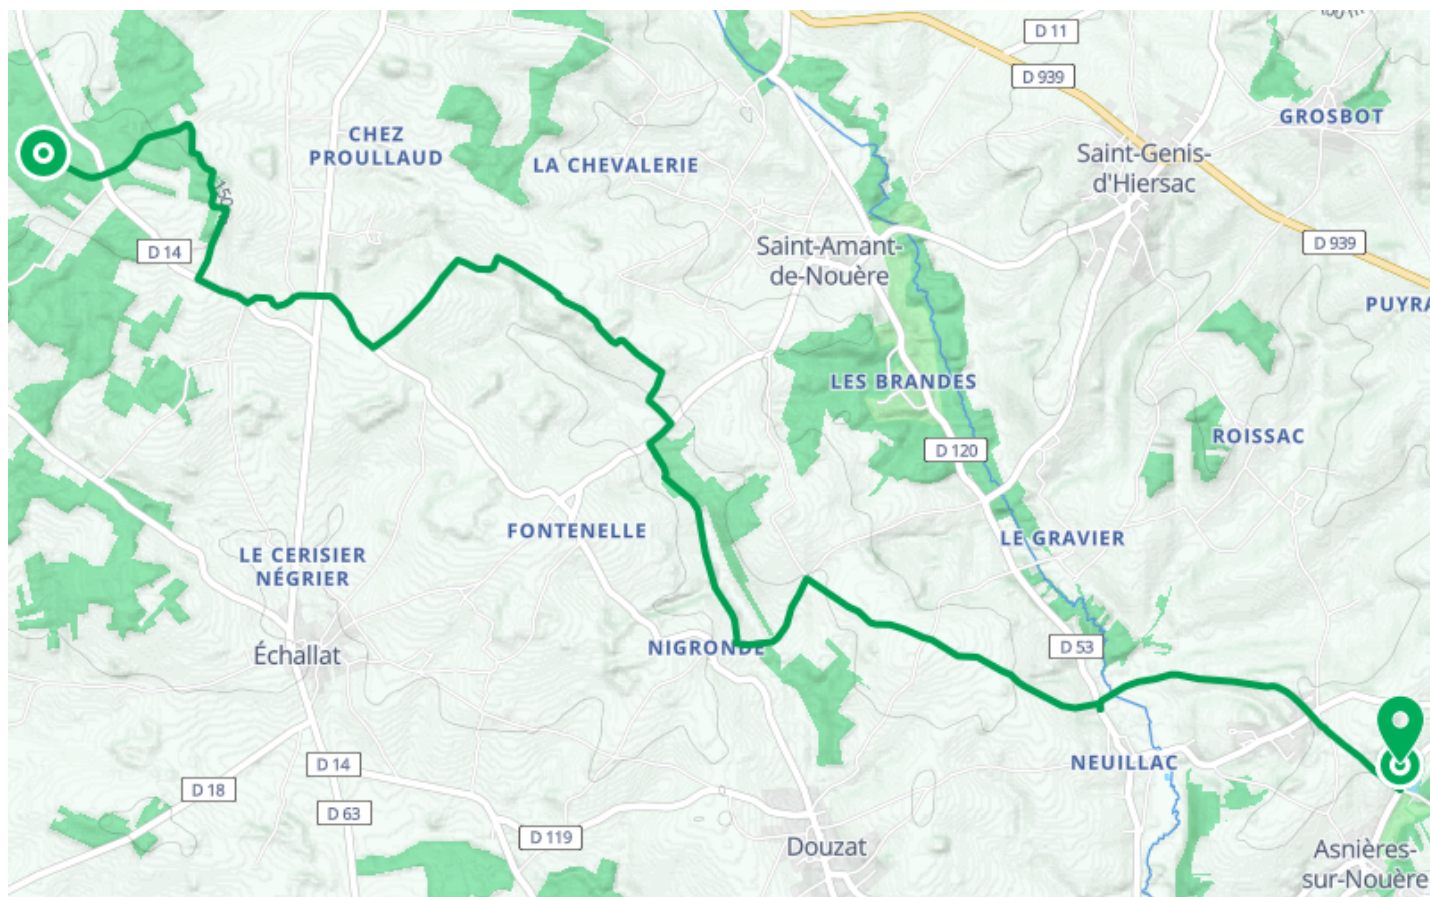 D 11
D 939
GROSBOT
CHEZ
PROULLAUD
LA CHEVALERIE
Saint-Genis-
d'Hiersac
150
D 14
Saint-Amant-
de-Nouère
D 939
PUYRA
LES BRANDES
D 120
ROISSAC
FONTENELLE
LE GRAVIER
LE CERISIER
NÉGRIER
Échallat
NIGRONDE
D 53
NEUILLAC
D 14
D 18
D 63
D 119
Douzat
Asnières-
sur-Nouère